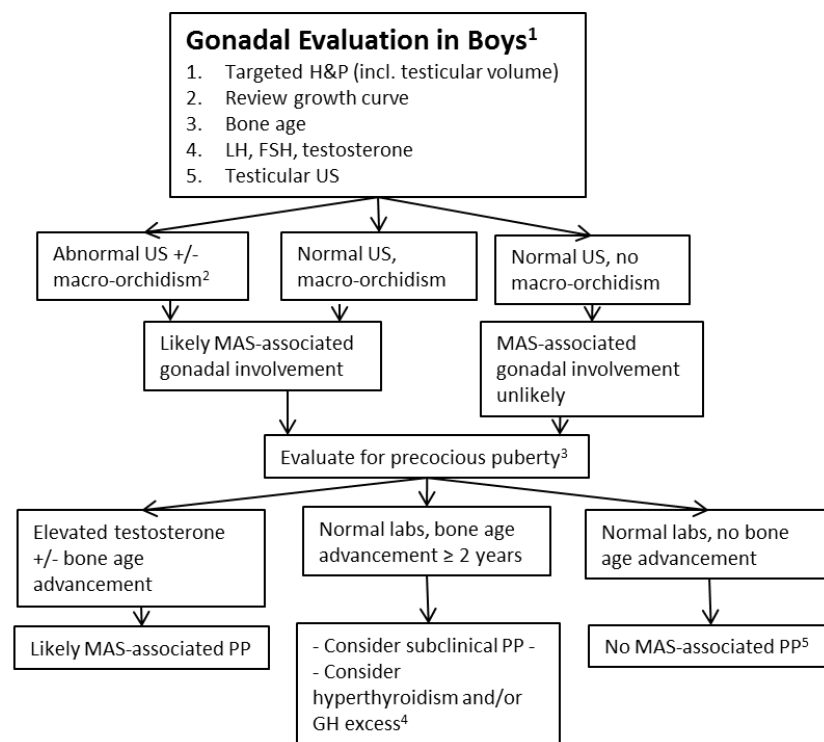 Gonadal Evaluation in Boys¹
1. Targeted H&P (incl. testicular volume)
2. Review growth curve
3. Bone age
4. LH, FSH, testosterone
5. Testicular US
Abnormal US +/-
macro-orchidism²
Normal US,
macro-orchidism
Normal US, no
macro-orchidism
Likely MAS-associated
gonadal involvement
MAS-associated
gonadal involvement
unlikely
Evaluate for precocious puberty³
Elevated testosterone
+/- bone age
advancement
Normal labs, bone age
advancement ≥ 2 years
Normal labs, no bone
age advancement
Likely MAS-associated PP
- Consider subclinical PP -
- Consider
hyperthyroidism and/or
GH excess⁴
No MAS-associated PP⁵